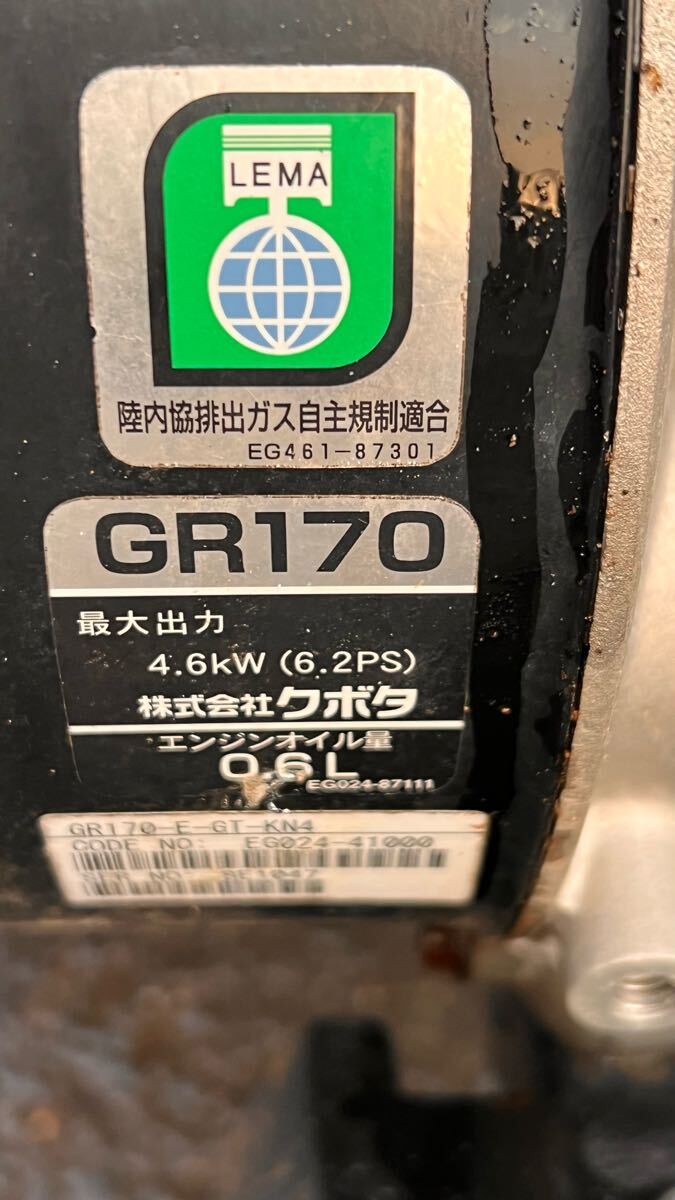 LEMA
陸内協排出ガス自主規制適合
EG461-87301
GR170
最大出力
4.6kW (6.2PS)
株式会社クボタ
エンジンオイル量
0.6L
EG024-87111
GR170-E-GT-KN4
CODE NO: EG024-41000
SER NO: